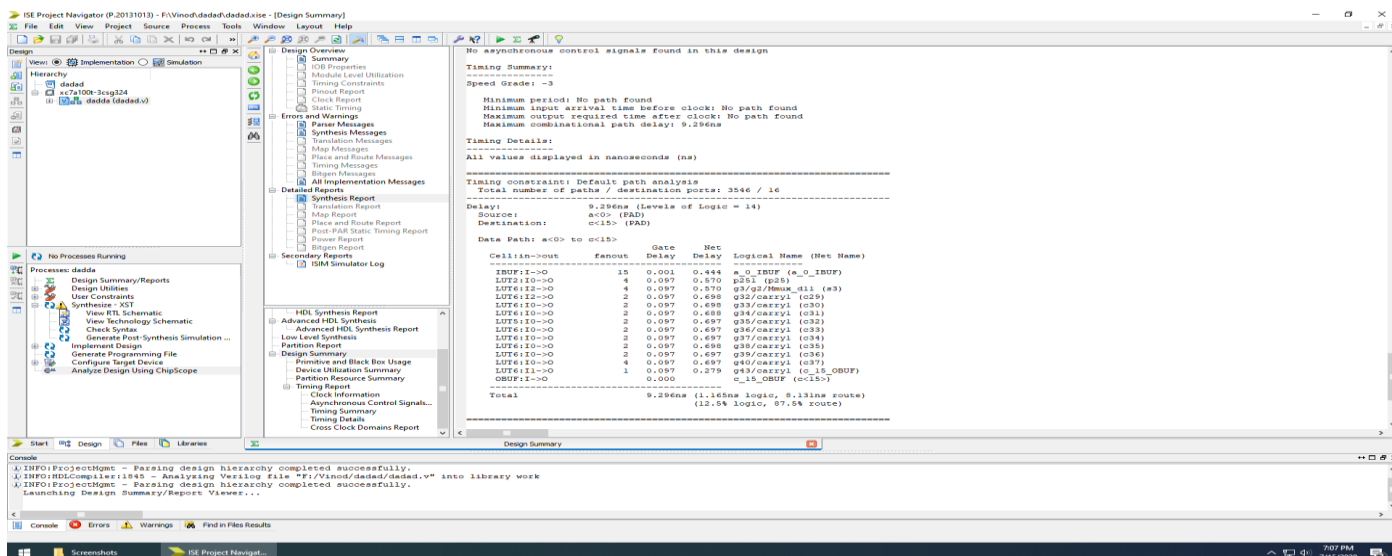 ISE Project Navigator (P.20131013) - F:\Vinod\dadad\dadad.xise - [Design Summary]
File Edit View Project Source Process Tools Window Layout Help
Design
View: Implementation Simulation
Hierarchy
dadad
xc7a100t-3csg324
dadda (dadad.v)
No Processes Running
Processes: dadda
Design Summary/Reports
Design Utilities
User Constraints
Synthesize - XST
View RTL Schematic
View Technology Schematic
Check Syntax
Generate Post-Synthesis Simulation ...
Implement Design
Generate Programming File
Configure Target Device
Analyze Design Using ChipScope
Start Design Files Libraries
Design Overview
Summary
IOB Properties
Module Level Utilization
Timing Constraints
Pinout Report
Clock Report
Static Timing
Errors and Warnings
Parser Messages
Synthesis Messages
Translation Messages
Map Messages
Place and Route Messages
Timing Messages
Bitgen Messages
All Implementation Messages
Detailed Reports
Synthesis Report
Translation Report
Map Report
Place and Route Report
Post-PAR Static Timing Report
Power Report
Bitgen Report
Secondary Reports
ISIM Simulator Log
HDL Synthesis Report
Advanced HDL Synthesis
Advanced HDL Synthesis Report
Low Level Synthesis
Partition Report
Design Summary
Primitive and Black Box Usage
Device Utilization Summary
Partition Resource Summary
Timing Report
Clock Information
Asynchronous Control Signals...
Timing Summary
Timing Details
Cross Clock Domains Report
No asynchronous control signals found in this design
Timing Summary:
---------------
Speed Grade: -3
Minimum period: No path found
Minimum input arrival time before clock: No path found
Maximum output required time after clock: No path found
Maximum combinational path delay: 9.296ns
Timing Details:
---------------
All values displayed in nanoseconds (ns)
Timing constraint: Default path analysis
Total number of paths / destination ports: 3546 / 16
Delay: 9.296ns (Levels of Logic = 14)
Source: a<0> (PAD)
Destination: c<15> (PAD)
Data Path: a<0> to c<15>
Gate Net
Cell:in->out fanout Delay Delay Logical Name (Net Name)
IBUF:I->O 15 0.001 0.444 a_0_IBUF (a_0_IBUF)
LUT2:I0->O 4 0.097 0.570 p251 (p25)
LUT6:I2->O 4 0.097 0.570 g3/g2/Mmux_d11 (s3)
LUT6:I2->O 2 0.097 0.698 g32/carry1 (c29)
LUT6:I0->O 2 0.097 0.698 g33/carry1 (c30)
LUT6:I0->O 2 0.097 0.688 g34/carry1 (c31)
LUT5:I0->O 2 0.097 0.697 g35/carry1 (c32)
LUT6:I0->O 2 0.097 0.697 g36/carry1 (c33)
LUT6:I0->O 2 0.097 0.697 g37/carry1 (c34)
LUT6:I0->O 2 0.097 0.698 g38/carry1 (c35)
LUT6:I0->O 2 0.097 0.697 g39/carry1 (c36)
LUT6:I0->O 4 0.097 0.697 g40/carry1 (c37)
LUT6:I1->O 1 0.097 0.279 g43/carry1 (c_15_OBUF)
OBUF:I->O 0.000 c_15_OBUF (c<15>)
Total 9.296ns (1.165ns logic, 8.131ns route)
(12.5% logic, 87.5% route)
Design Summary
Console
INFO:ProjectMgmt - Parsing design hierarchy completed successfully.
INFO:HDLCompiler:1845 - Analyzing Verilog file "F:/Vinod/dadad/dadad.v" into library work
INFO:ProjectMgmt - Parsing design hierarchy completed successfully.
Launching Design Summary/Report Viewer...
Console Errors Warnings Find in Files Results
Screenshots
ISE Project Navigat...
7:07 PM